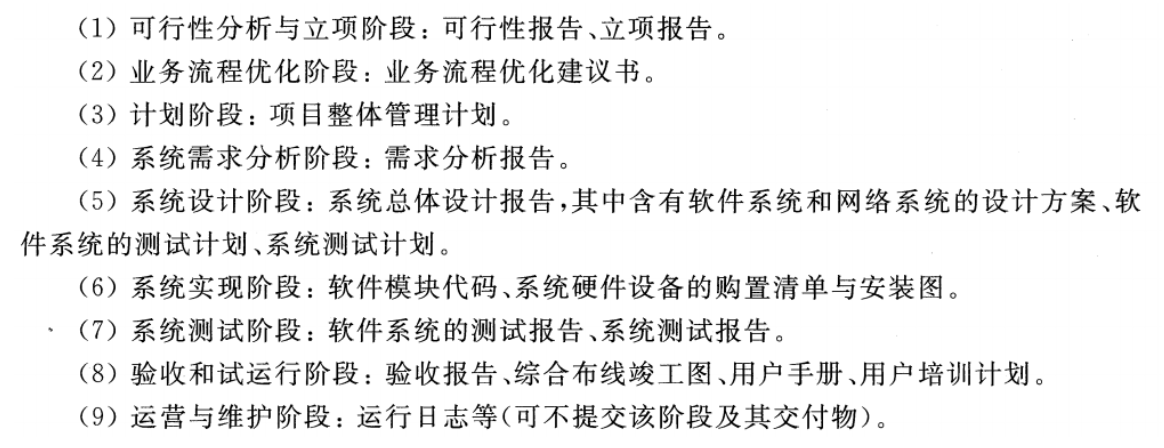 (1) 可行性分析与立项阶段：可行性报告、立项报告。
(2) 业务流程优化阶段：业务流程优化建议书。
(3) 计划阶段：项目整体管理计划。
(4) 系统需求分析阶段：需求分析报告。
(5) 系统设计阶段：系统总体设计报告,其中含有软件系统和网络系统的设计方案、软
件系统的测试计划、系统测试计划。
(6) 系统实现阶段：软件模块代码、系统硬件设备的购置清单与安装图。
(7) 系统测试阶段：软件系统的测试报告、系统测试报告。
(8) 验收和试运行阶段：验收报告、综合布线竣工图、用户手册、用户培训计划。
(9) 运营与维护阶段：运行日志等(可不提交该阶段及其交付物)。